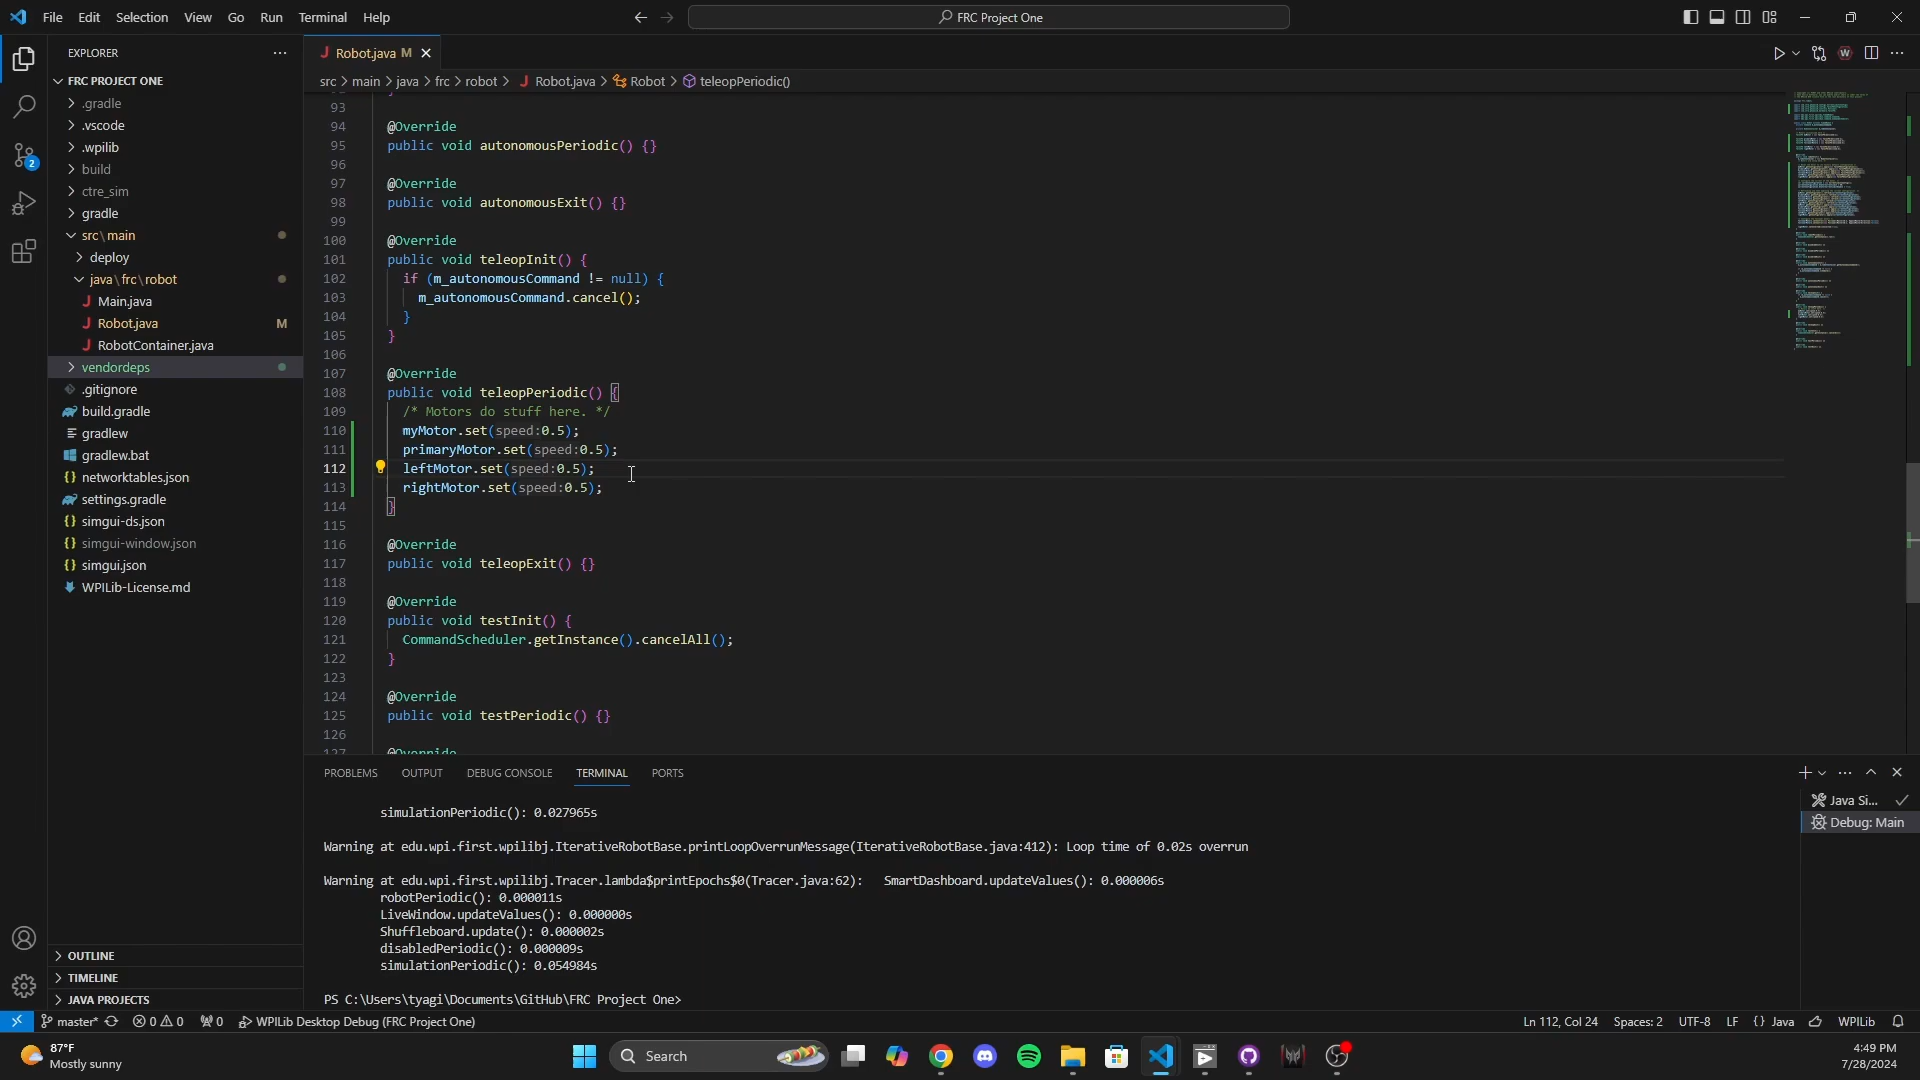 File Edit Selection View Go Run Terminal Help
FRC Project One
EXPLORER
FRC PROJECT ONE
.gradle
.vscode
.wpilib
build
ctre_sim
gradle
src\main
deploy
java\frc\robot
Main.java
Robot.java M
RobotContainer.java
vendordeps
.gitignore
build.gradle
gradlew
gradlew.bat
networktables.json
settings.gradle
simgui-ds.json
simgui-window.json
simgui.json
WPILib-License.md
OUTLINE
TIMELINE
JAVA PROJECTS
2
Robot.java M
src > main > java > frc > robot > Robot.java > Robot > teleopPeriodic()
93
94 @Override
95 public void autonomousPeriodic() {}
96
97 @Override
98 public void autonomousExit() {}
99
100 @Override
101 public void teleopInit() {
102 if (m_autonomousCommand != null) {
103 m_autonomousCommand.cancel();
104 }
105 }
106
107 @Override
108 public void teleopPeriodic() {
109 /* Motors do stuff here. */
110 myMotor.set(speed:0.5);
111 primaryMotor.set(speed:0.5);
112 leftMotor.set(speed:0.5);
113 rightMotor.set(speed:0.5);
114 }
115
116 @Override
117 public void teleopExit() {}
118
119 @Override
120 public void testInit() {
121 CommandScheduler.getInstance().cancelAll();
122 }
123
124 @Override
125 public void testPeriodic() {}
126
127 @Override
PROBLEMS OUTPUT DEBUG CONSOLE TERMINAL PORTS
simulationPeriodic(): 0.027965s
Warning at edu.wpi.first.wpilibj.IterativeRobotBase.printLoopOverrunMessage(IterativeRobotBase.java:412): Loop time of 0.02s overrun
Warning at edu.wpi.first.wpilibj.Tracer.lambda$printEpochs$0(Tracer.java:62): SmartDashboard.updateValues(): 0.000006s
robotPeriodic(): 0.000011s
LiveWindow.updateValues(): 0.000000s
Shuffleboard.update(): 0.000002s
disabledPeriodic(): 0.000009s
simulationPeriodic(): 0.054984s
PS C:\Users\tyagi\Documents\GitHub\FRC Project One>
Java Si...
Debug: Main
master* 0 0 0 WPILib Desktop Debug (FRC Project One)
Ln 112, Col 24 Spaces: 2 UTF-8 LF {} Java WPILib
87°F
Mostly sunny
Search
4:49 PM
7/28/2024